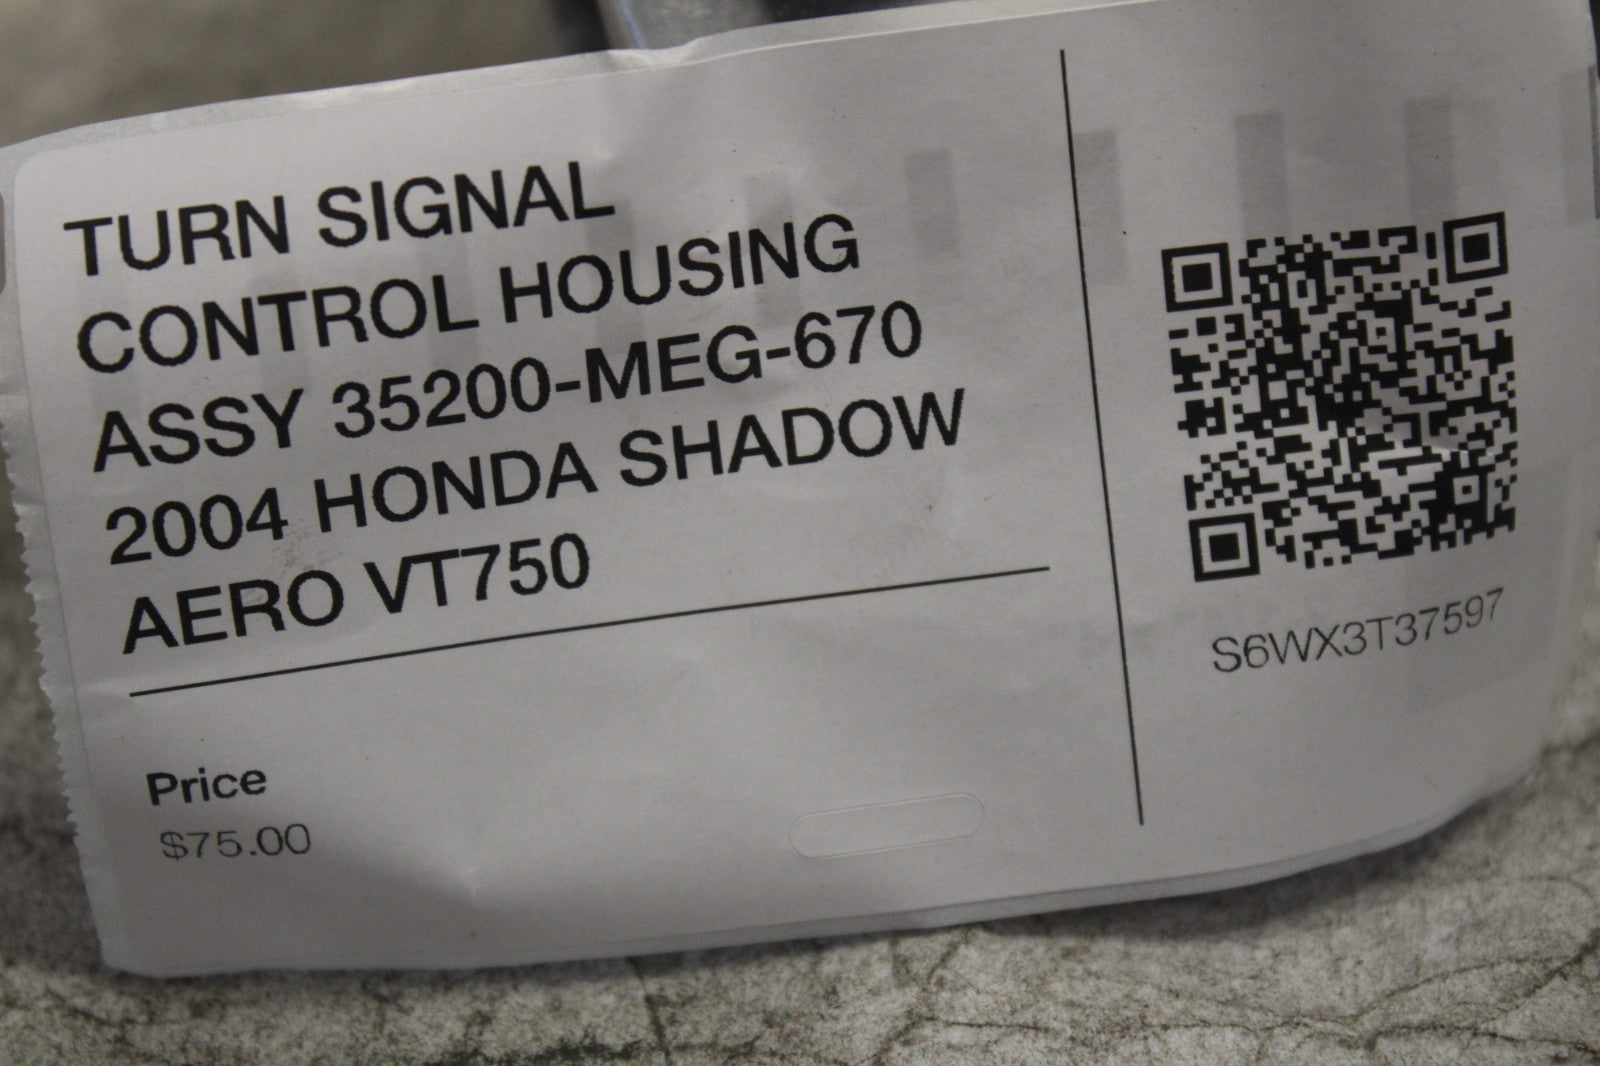 TURN SIGNAL
CONTROL HOUSING
ASSY 35200-MEG-670
2004 HONDA SHADOW
AERO VT750
Price
$75.00
S6WX3T37597